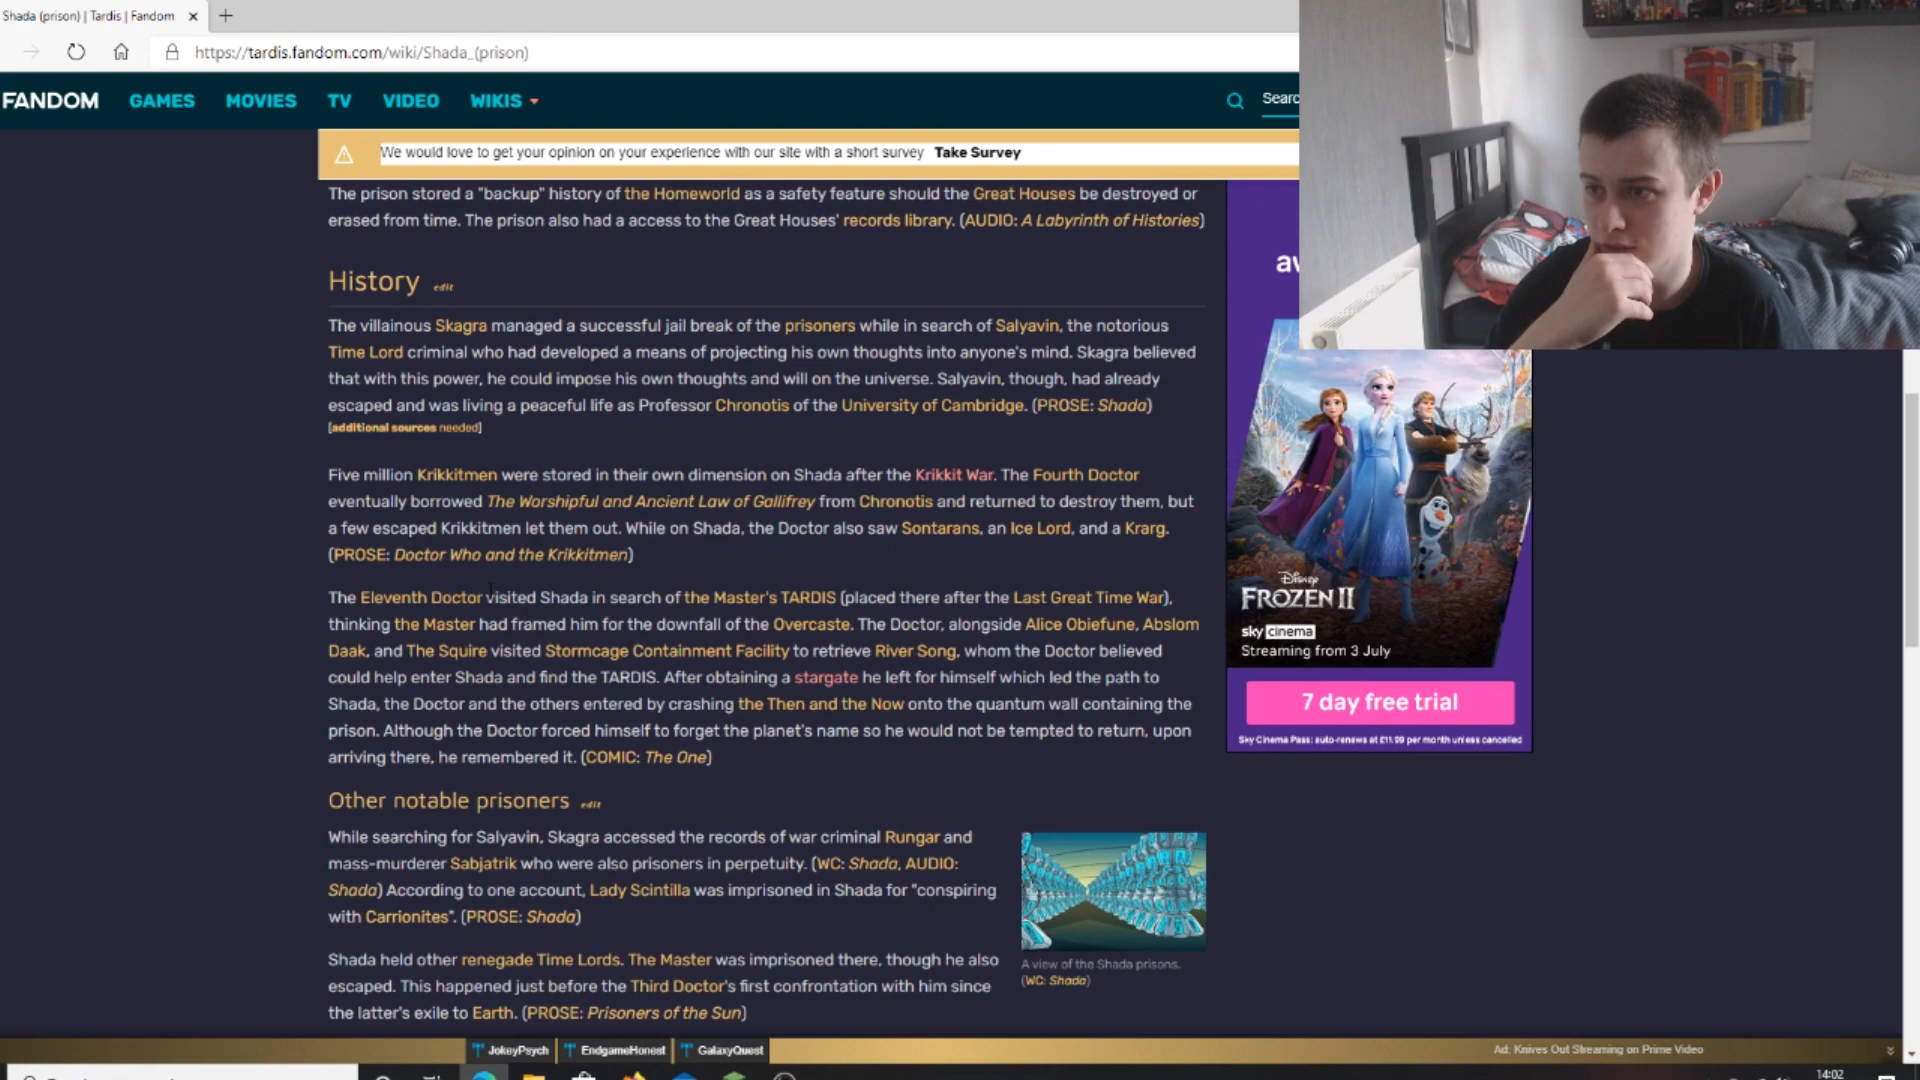 Shada (prison) | Tardis | Fandom
https://tardis.fandom.com/wiki/Shada_(prison)
FANDOM GAMES MOVIES TV VIDEO WIKIS Searc
We would love to get your opinion on your experience with our site with a short survey Take Survey
The prison stored a "backup" history of the Homeworld as a safety feature should the Great Houses be destroyed or
erased from time. The prison also had a access to the Great Houses' records library. (AUDIO: A Labyrinth of Histories)
History edit
The villainous Skagra managed a successful jail break of the prisoners while in search of Salyavin, the notorious
Time Lord criminal who had developed a means of projecting his own thoughts into anyone's mind. Skagra believed
that with this power, he could impose his own thoughts and will on the universe. Salyavin, though, had already
escaped and was living a peaceful life as Professor Chronotis of the University of Cambridge. (PROSE: Shada)
[additional sources needed]
Five million Krikkitmen were stored in their own dimension on Shada after the Krikkit War. The Fourth Doctor
eventually borrowed The Worshipful and Ancient Law of Gallifrey from Chronotis and returned to destroy them, but
a few escaped Krikkitmen let them out. While on Shada, the Doctor also saw Sontarans, an Ice Lord, and a Krarg.
(PROSE: Doctor Who and the Krikkitmen)
The Eleventh Doctor visited Shada in search of the Master's TARDIS (placed there after the Last Great Time War),
thinking the Master had framed him for the downfall of the Overcaste. The Doctor, alongside Alice Obiefune, Abslom
Daak, and The Squire visited Stormcage Containment Facility to retrieve River Song, whom the Doctor believed
could help enter Shada and find the TARDIS. After obtaining a stargate he left for himself which led the path to
Shada, the Doctor and the others entered by crashing the Then and the Now onto the quantum wall containing the
prison. Although the Doctor forced himself to forget the planet's name so he would not be tempted to return, upon
arriving there, he remembered it. (COMIC: The One)
Other notable prisoners edit
While searching for Salyavin, Skagra accessed the records of war criminal Rungar and
mass-murderer Sabjatrik who were also prisoners in perpetuity. (WC: Shada, AUDIO:
Shada) According to one account, Lady Scintilla was imprisoned in Shada for "conspiring
with Carrionites". (PROSE: Shada)
Shada held other renegade Time Lords. The Master was imprisoned there, though he also
escaped. This happened just before the Third Doctor's first confrontation with him since
the latter's exile to Earth. (PROSE: Prisoners of the Sun)
A view of the Shada prisons.
(WC: Shada)
av
Disney
FROZEN II
sky cinema
Streaming from 3 July
7 day free trial
Sky Cinema Pass: auto-renews at £11.99 per month unless cancelled
JokeyPsych EndgameHonest GalaxyQuest
Ad: Knives Out Streaming on Prime Video
14:02